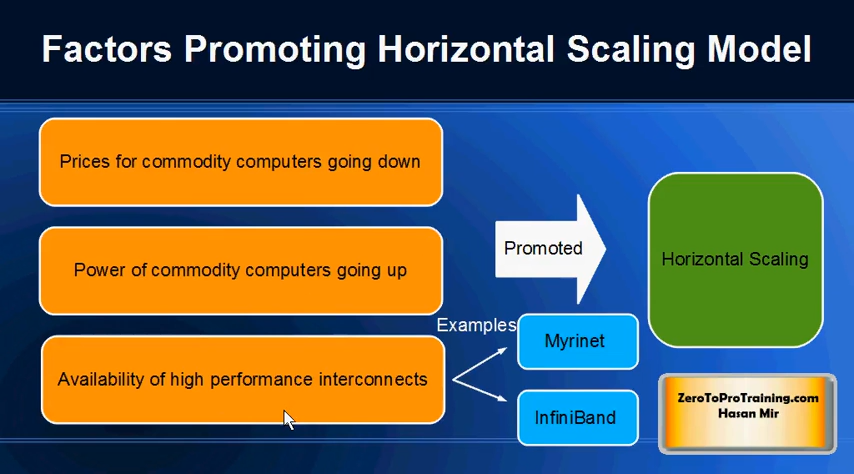 Factors Promoting Horizontal Scaling Model
Prices for commodity computers going down
Power of commodity computers going up
Availability of high performance interconnects
Promoted
Horizontal Scaling
Examples
Myrinet
InfiniBand
ZeroToProTraining.com
Hasan Mir